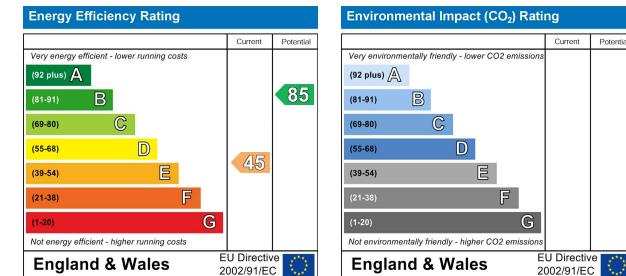 Energy Efficiency Rating
Current Potential
Very energy efficient - lower running costs
(92 plus) A
(81-91) B
85
(69-80) C
(55-68) D
45
(39-54) E
(21-38) F
(1-20) G
Not energy efficient - higher running costs
England & Wales
EU Directive
2002/91/EC
Environmental Impact (CO2) Rating
Current Potential
Very environmentally friendly - lower CO2 emissions
(92 plus) A
(81-91) B
(69-80) C
(55-68) D
(39-54) E
(21-38) F
(1-20) G
Not environmentally friendly - higher CO2 emissions
England & Wales
EU Directive
2002/91/EC